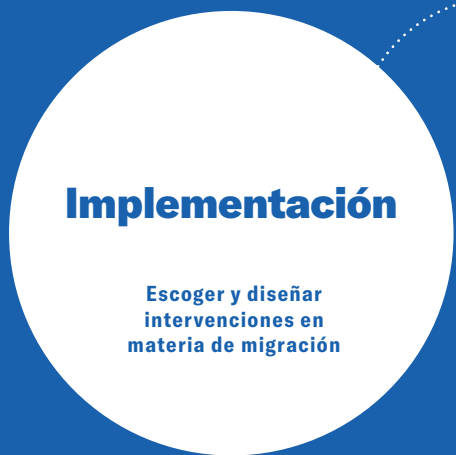 Implementación
Escoger y diseñar
intervenciones en
materia de migración